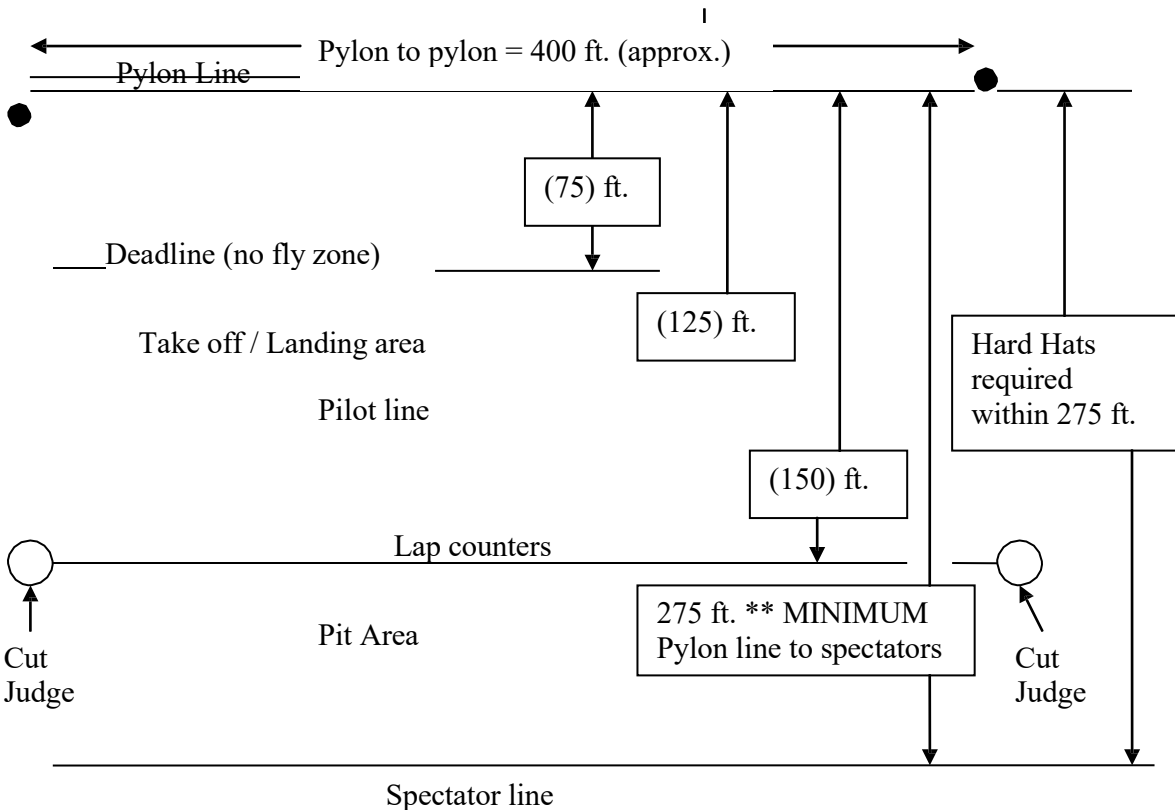 Pylon to pylon = 400 ft. (approx.)
Pylon Line
(75) ft.
Deadline (no fly zone)
(125) ft.
Take off / Landing area
Hard Hats
required
within 275 ft.
Pilot line
(150) ft.
Lap counters
275 ft. ** MINIMUM
Pylon line to spectators
Pit Area
Cut
Judge
Cut
Judge
Spectator line